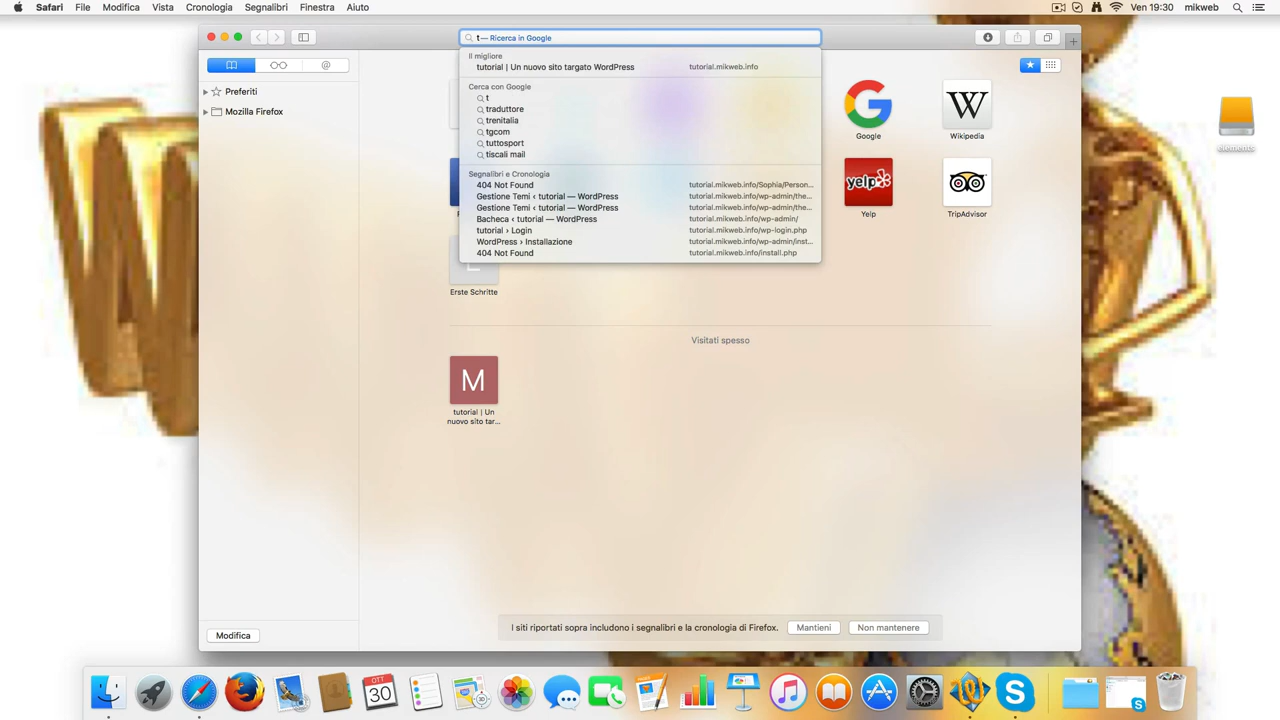 Safari File Modifica Vista Cronologia Segnalibri Finestra Aiuto Ven 19:30 mikweb
t — Ricerca in Google
Il migliore
tutorial | Un nuovo sito targato WordPress tutorial.mikweb.info
Cerca con Google
t
traduttore
trenitalia
tgcom
tuttosport
tiscali mail
Segnalibri e Cronologia
404 Not Found tutorial.mikweb.info/Sophia/Person...
Gestione Temi ‹ tutorial — WordPress tutorial.mikweb.info/wp-admin/the...
Gestione Temi ‹ tutorial — WordPress tutorial.mikweb.info/wp-admin/the...
Bacheca ‹ tutorial — WordPress tutorial.mikweb.info/wp-admin/
tutorial › Login tutorial.mikweb.info/wp-login.php
WordPress › Installazione tutorial.mikweb.info/wp-admin/inst...
404 Not Found tutorial.mikweb.info/install.php
Preferiti
Mozilla Firefox
Google
W
Wikipedia
yelp
Yelp
TripAdvisor
Erste Schritte
elements
Visitati spesso
M
tutorial | Un
nuovo sito tar...
I siti riportati sopra includono i segnalibri e la cronologia di Firefox. Mantieni Non mantenere
Modifica
OTT
30